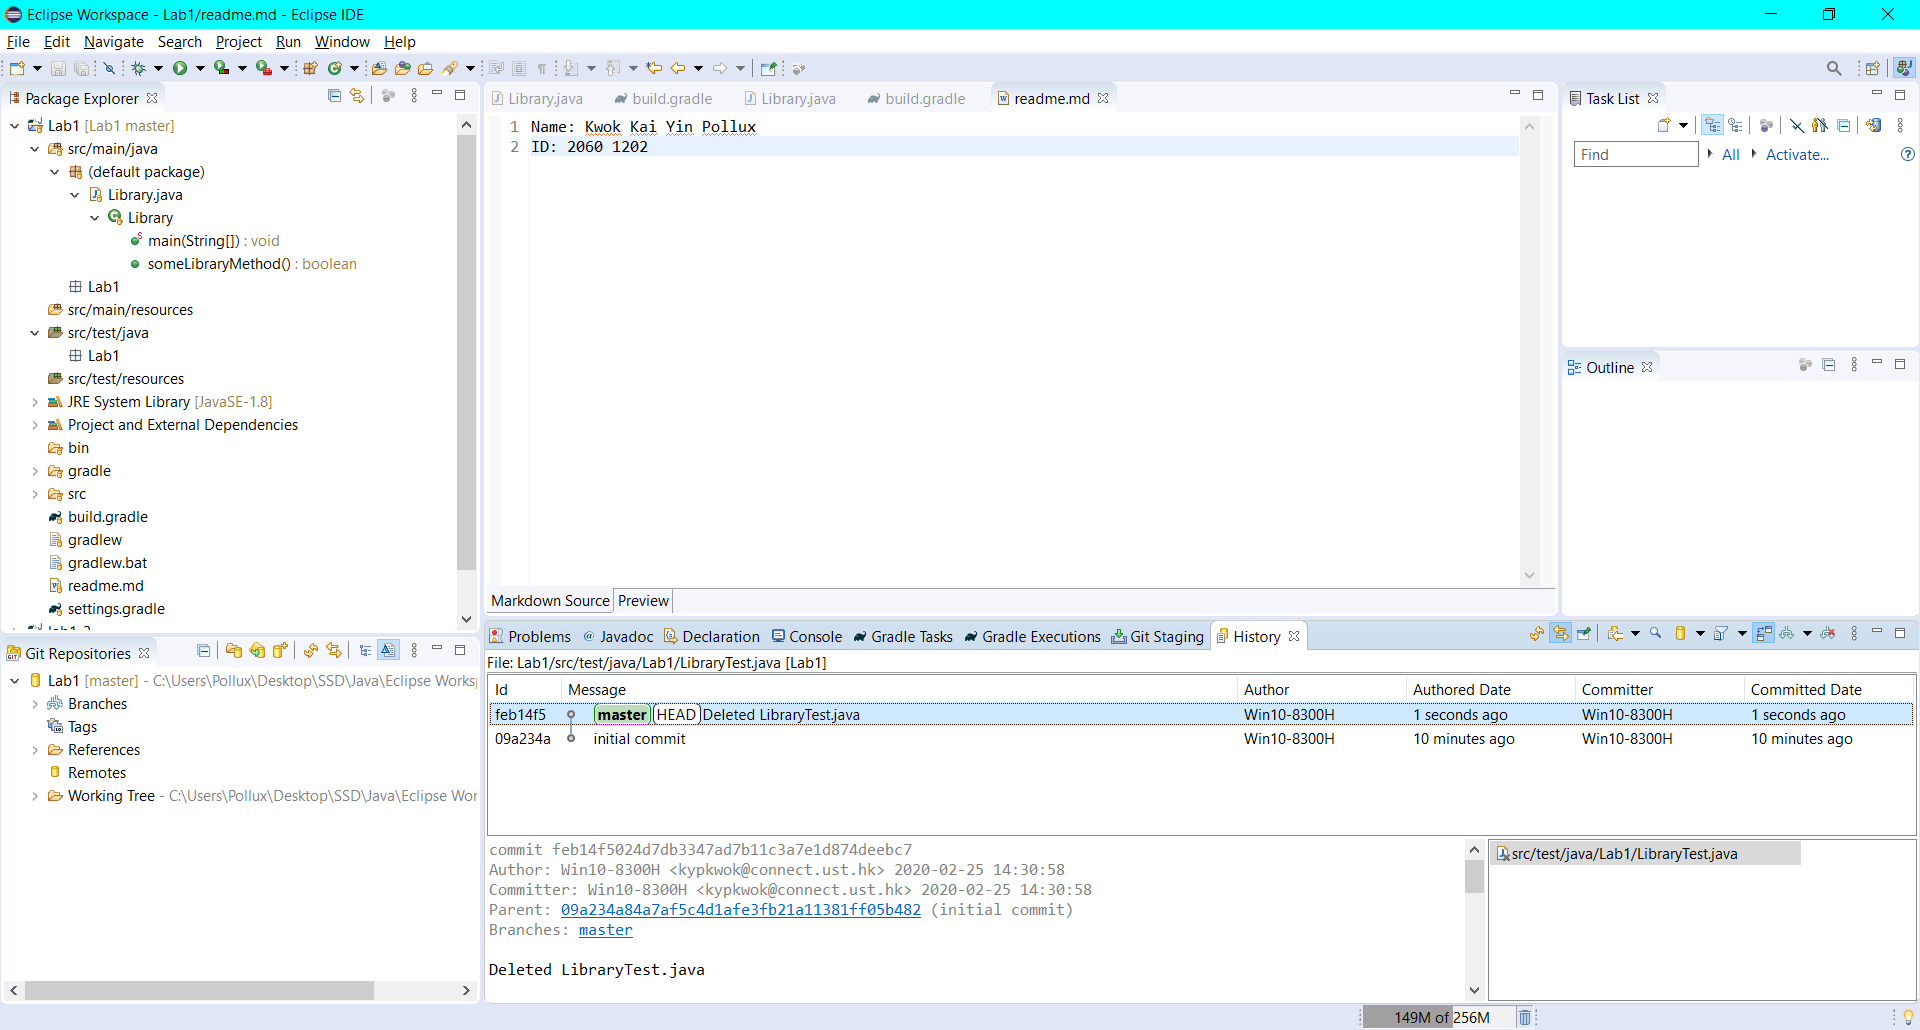 Eclipse Workspace - Lab1/readme.md - Eclipse IDE
File Edit Navigate Search Project Run Window Help
Package Explorer
Lab1 [Lab1 master]
src/main/java
(default package)
Library.java
Library
main(String[]) : void
someLibraryMethod() : boolean
Lab1
src/main/resources
src/test/java
Lab1
src/test/resources
JRE System Library [JavaSE-1.8]
Project and External Dependencies
bin
gradle
src
build.gradle
gradlew
gradlew.bat
readme.md
settings.gradle
Library.java build.gradle Library.java build.gradle readme.md
1 Name: Kwok Kai Yin Pollux
2 ID: 2060 1202
Markdown Source Preview
Task List
Find All Activate...
Outline
Git Repositories
Lab1 [master] - C:\Users\Pollux\Desktop\SSD\Java\Eclipse Works
Branches
Tags
References
Remotes
Working Tree - C:\Users\Pollux\Desktop\SSD\Java\Eclipse Wor
Problems @ Javadoc Declaration Console Gradle Tasks Gradle Executions Git Staging History
File: Lab1/src/test/java/Lab1/LibraryTest.java [Lab1]
Id Message Author Authored Date Committer Committed Date
feb14f5 master HEAD Deleted LibraryTest.java Win10-8300H 1 seconds ago Win10-8300H 1 seconds ago
09a234a initial commit Win10-8300H 10 minutes ago Win10-8300H 10 minutes ago
commit feb14f5024d7db3347ad7b11c3a7e1d874deebc7
Author: Win10-8300H <kypkwok@connect.ust.hk> 2020-02-25 14:30:58
Committer: Win10-8300H <kypkwok@connect.ust.hk> 2020-02-25 14:30:58
Parent: 09a234a84a7af5c4d1afe3fb21a11381ff05b482 (initial commit)
Branches: master
Deleted LibraryTest.java
src/test/java/Lab1/LibraryTest.java
149M of 256M